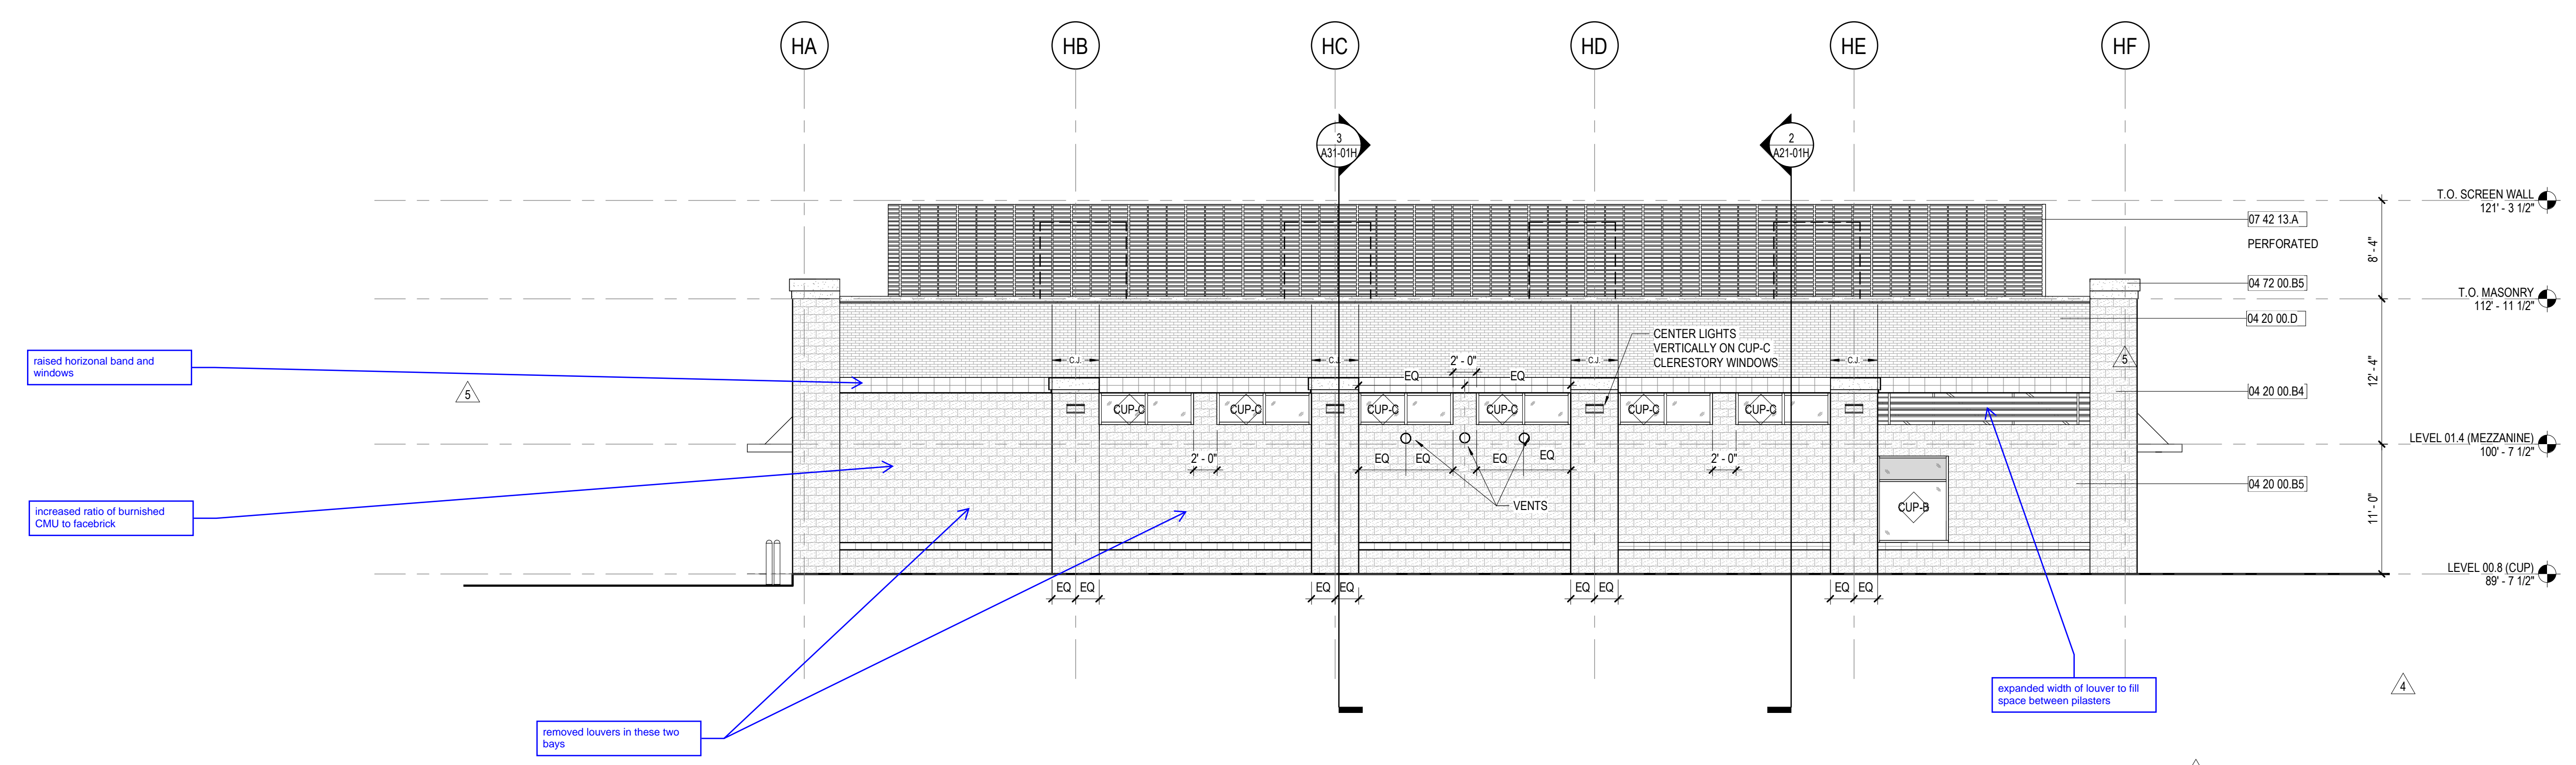 HA
HB
HC
HD
HE
HF
3
A31-01H
2
A21-01H
T.O. SCREEN WALL
121' - 3 1/2"
07 42 13.A
PERFORATED
8' - 4"
04 72 00.B5
T.O. MASONRY
112' - 11 1/2"
04 20 00.D
CENTER LIGHTS
VERTICALLY ON CUP-C
CLERESTORY WINDOWS
raised horizonal band and
windows
C.J.
C.J.
C.J.
C.J.
2' - 0"
5
5
EQ
EQ
12' - 4"
04 20 00.B4
CUP-C
CUP-C
CUP-C
CUP-C
CUP-C
CUP-C
LEVEL 01.4 (MEZZANINE)
100' - 7 1/2"
2' - 0"
EQ
EQ
EQ
EQ
2' - 0"
04 20 00.B5
increased ratio of burnished
CMU to facebrick
VENTS
CUP-B
11' - 0"
LEVEL 00.8 (CUP)
89' - 7 1/2"
EQ
EQ
EQ
EQ
EQ
EQ
EQ
EQ
expanded width of louver to fill
space between pilasters
4
removed louvers in these two
bays